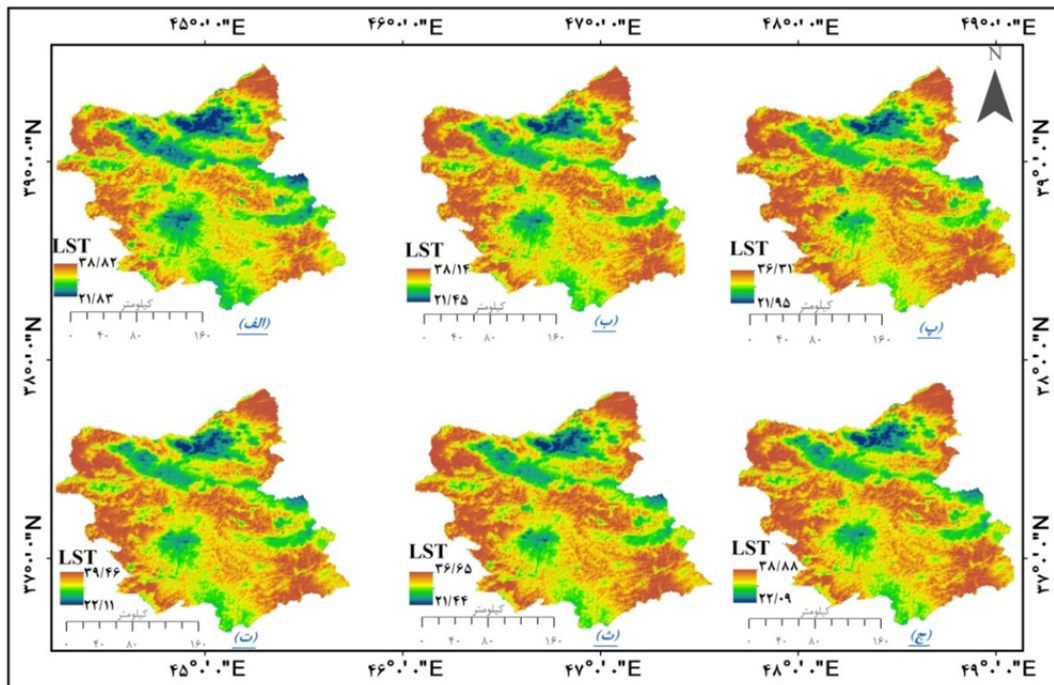 ۴۵°۰'۰"E ۴۶°۰'۰"E ۴۷°۰'۰"E ۴۸°۰'۰"E ۴۹°۰'۰"E
N
۳۹°۰'۰"N
۳۹°۰'۰"N
LST
۳۸/۸۲
۲۱/۸۳
کیلومتر
۰ ۴۰ ۸۰ ۱۶۰
(الف)
LST
۳۸/۱۴
۲۱/۴۵
کیلومتر
۰ ۴۰ ۸۰ ۱۶۰
(ب)
LST
۳۶/۳۱
۲۱/۹۵
کیلومتر
۰ ۴۰ ۸۰ ۱۶۰
(پ)
۳۸°۰'۰"N
۳۸°۰'۰"N
LST
۳۹/۴۶
۲۲/۱۱
کیلومتر
۰ ۴۰ ۸۰ ۱۶۰
(ت)
LST
۳۶/۶۵
۲۱/۴۴
کیلومتر
۰ ۴۰ ۸۰ ۱۶۰
(ث)
LST
۳۸/۸۸
۲۲/۰۹
کیلومتر
۰ ۴۰ ۸۰ ۱۶۰
(ج)
۳۷°۰'۰"N
۳۷°۰'۰"N
۴۵°۰'۰"E ۴۶°۰'۰"E ۴۷°۰'۰"E ۴۸°۰'۰"E ۴۹°۰'۰"E